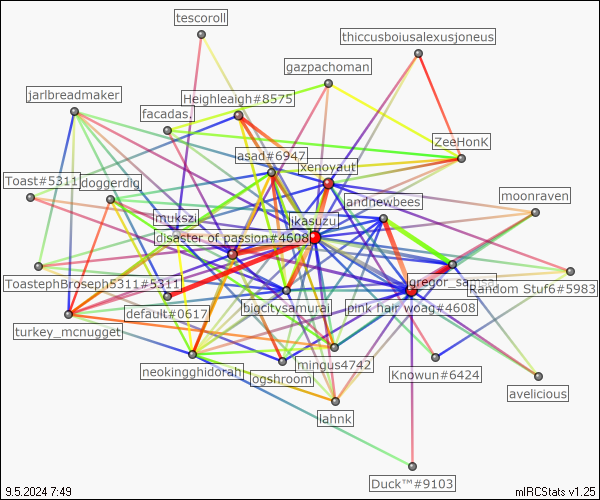 tescoroll
thiccusboiusalexusjoneus
gazpachoman
jarlbreadmaker
Heighleaigh#8575
facadas.
ZeeHonK
asad#6947
xenoyaut
Toast#5311
doggerdig
andnewbees
moonraven
mukszi
ikasuzu
disaster of passion#4608
ToastephBroseph5311#5311
gregor_samsa
Random Stuf6#5983
default#0617
bigcitysamurai
pink hair woag#4608
turkey_mcnugget
neokingghidorah
mingus4742
ogshroom
Knowun#6424
avelicious
lahnk
Duck™#9103
9.5.2024 7:49
mIRCStats v1.25